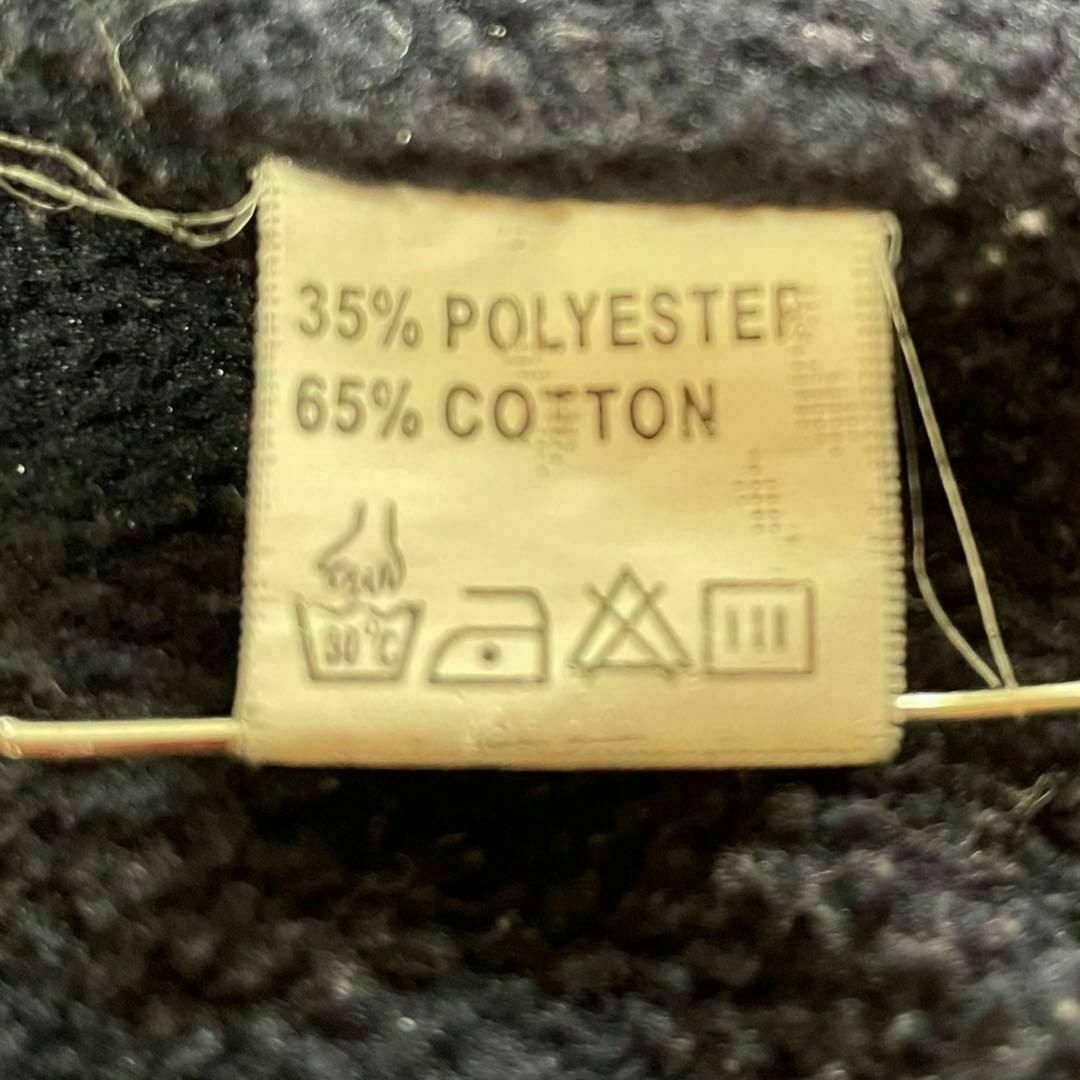 35% POLYESTER
65% COTTON
30°C